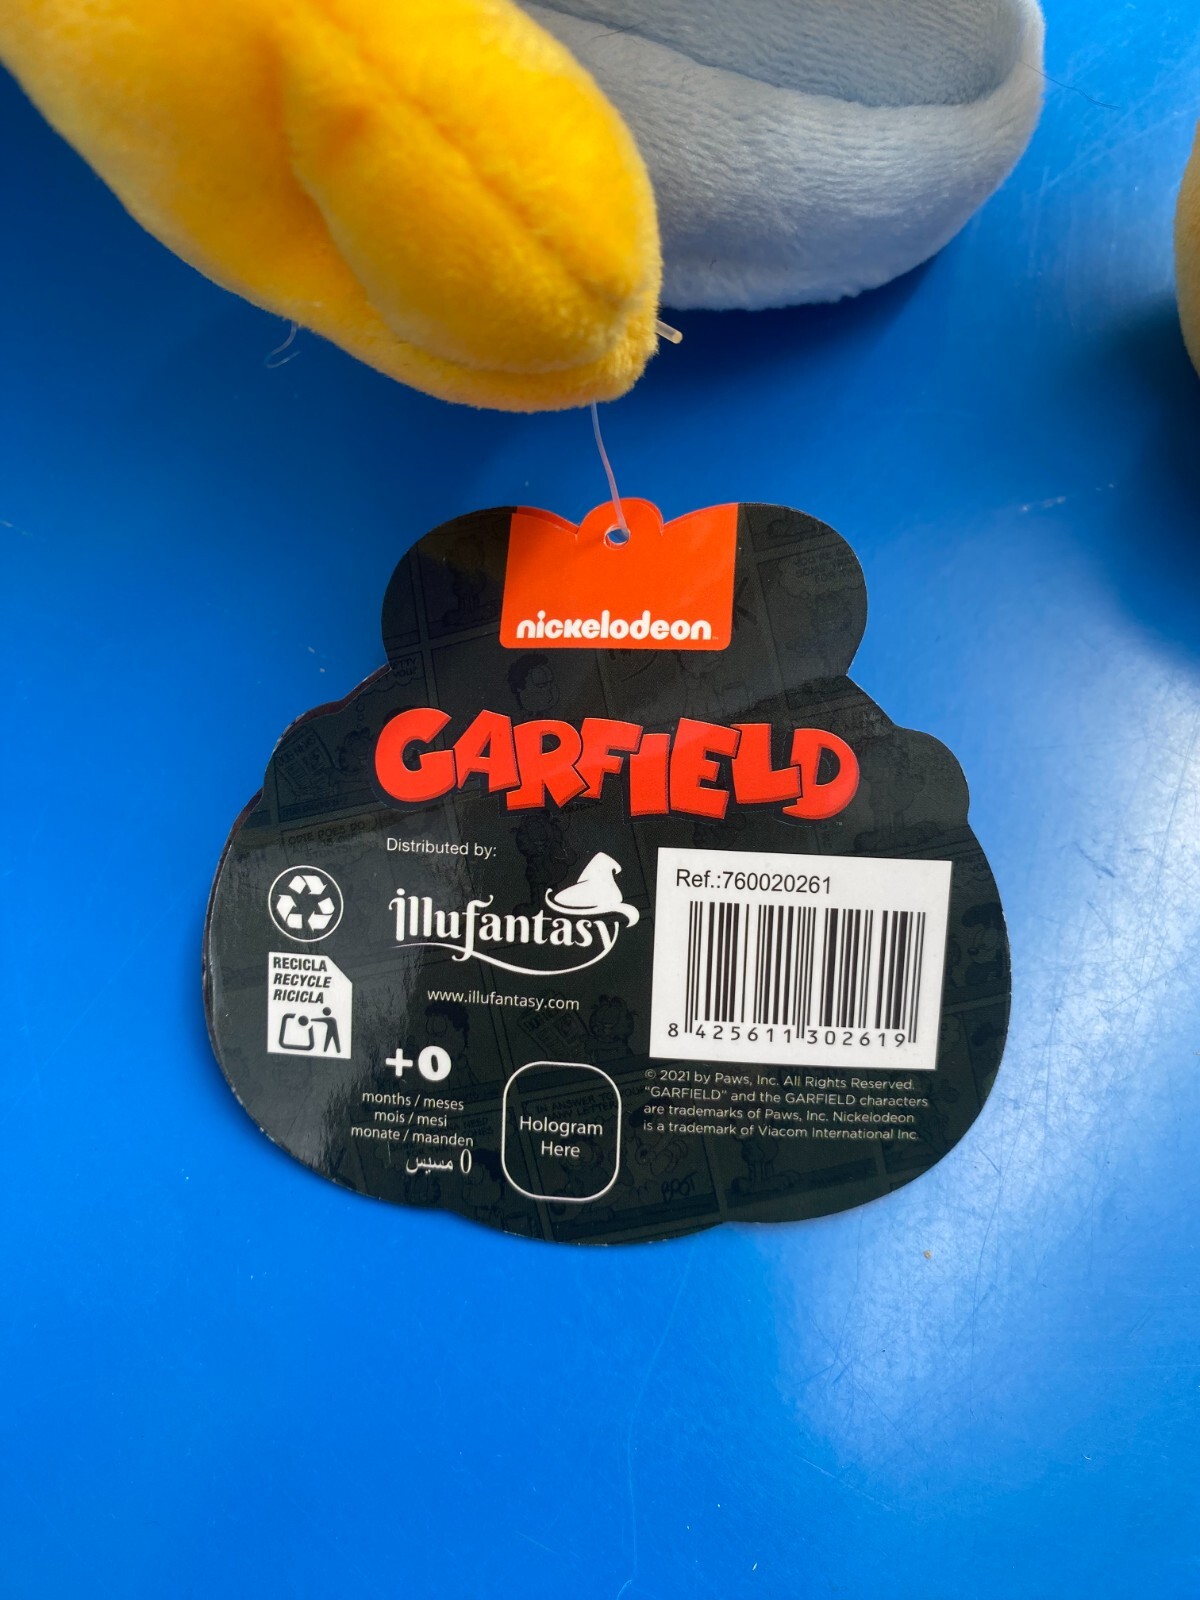 nickelodeon
GARFIELD
Distributed by:
illufantasy
www.illufantasy.com
RECICLA
RECYCLE
RICICLA
+0
months / meses
mois / mesi
monate / maanden
0 مسيس
Hologram
Here
Ref.:760020261
8 425611 302619
© 2021 by Paws, Inc. All Rights Reserved.
"GARFIELD" and the GARFIELD characters
are trademarks of Paws, Inc. Nickelodeon
is a trademark of Viacom International Inc.